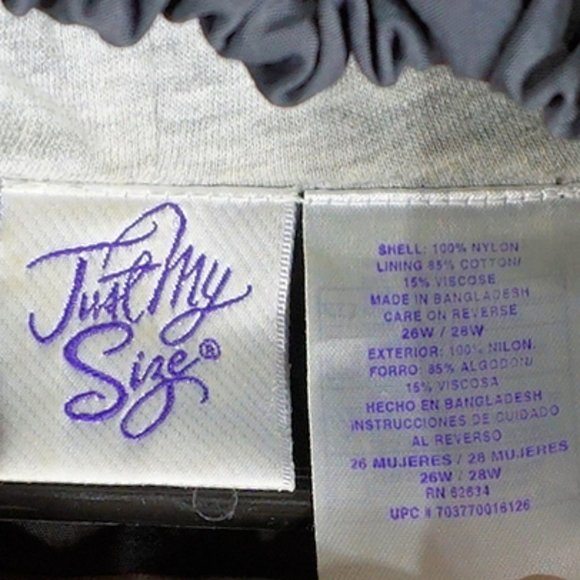 Just My
Size®
SHELL: 100% NYLON
LINING 85% COTTON/
15% VISCOSE
MADE IN BANGLADESH
CARE ON REVERSE
26W / 28W
EXTERIOR: 100% NILON.
FORRO: 85% ALGODON/
15% VISCOSA
HECHO EN BANGLADESH
INSTRUCCIONES DE CUIDADO
AL REVERSO
26 MUJERES / 28 MUJERES
26W / 28W
RN 62634
UPC # 703770016126